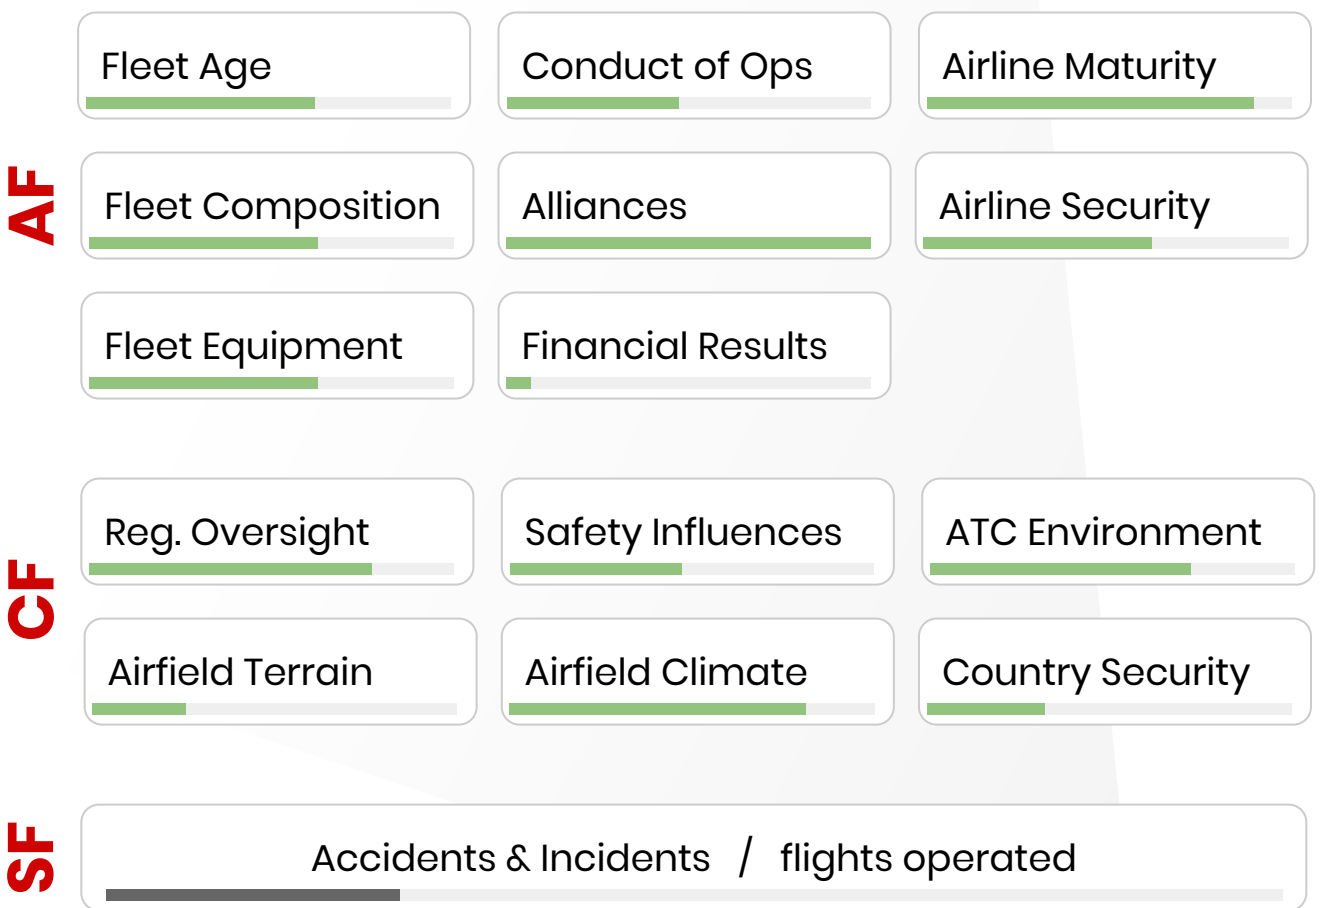 AF
Fleet Age
Conduct of Ops
Airline Maturity
Fleet Composition
Alliances
Airline Security
Fleet Equipment
Financial Results
CF
Reg. Oversight
Safety Influences
ATC Environment
Airfield Terrain
Airfield Climate
Country Security
SF
Accidents & Incidents / flights operated